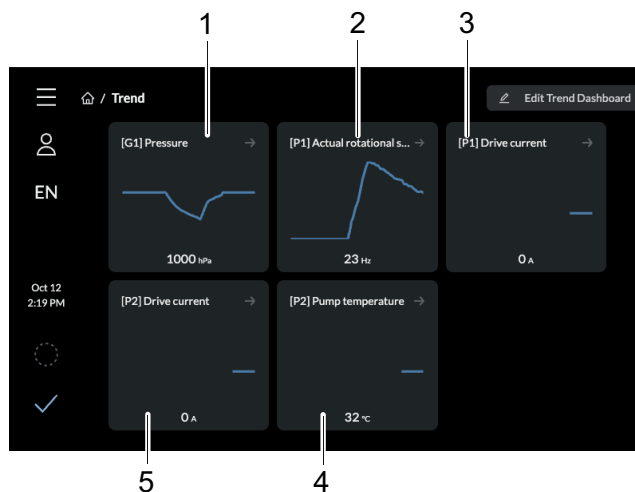 1 2 3
/ Trend
Edit Trend Dashboard
[G1] Pressure
[P1] Actual rotational s...
[P1] Drive current
EN
1000 hPa
23 Hz
0 A
Oct 12
2:19 PM
[P2] Drive current
[P2] Pump temperature
0 A
32 °C
5 4